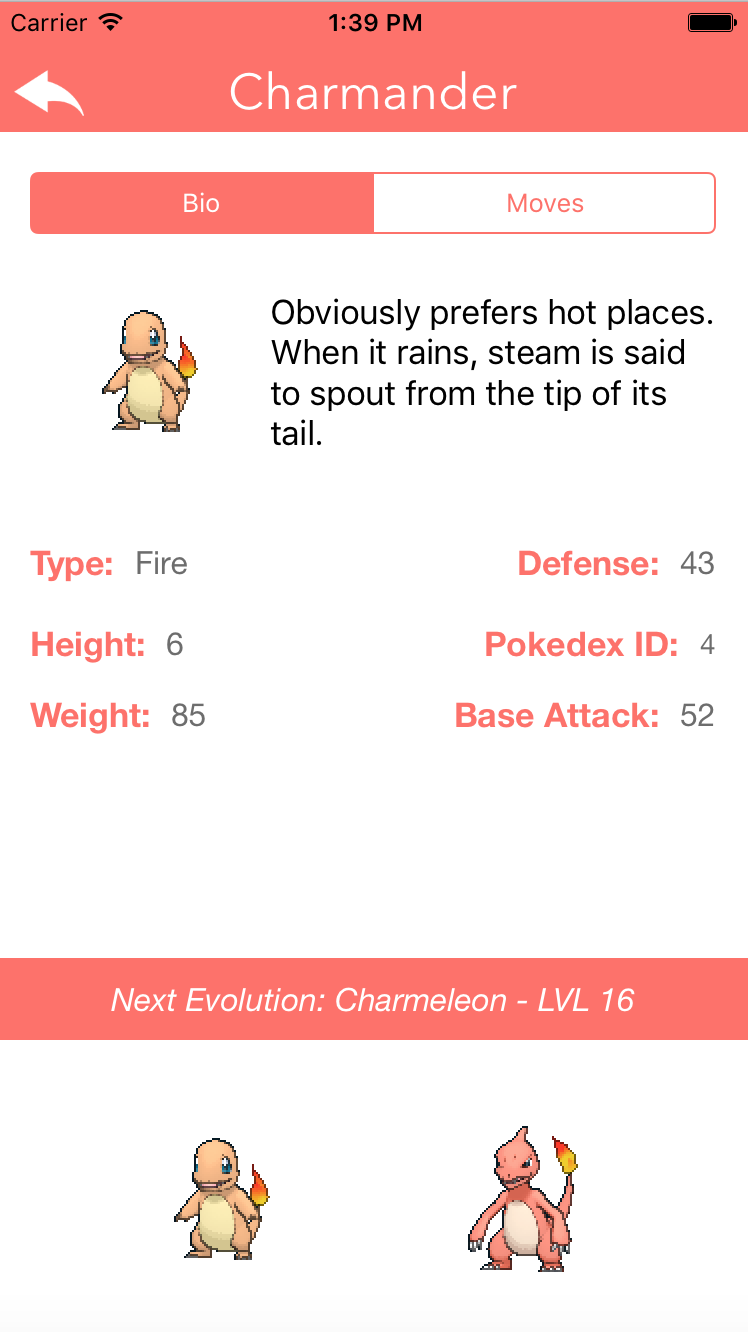 Carrier 1:39 PM
Charmander
Bio Moves
Obviously prefers hot places.
When it rains, steam is said
to spout from the tip of its
tail.
Type: Fire Defense: 43
Height: 6 Pokedex ID: 4
Weight: 85 Base Attack: 52
Next Evolution: Charmeleon - LVL 16